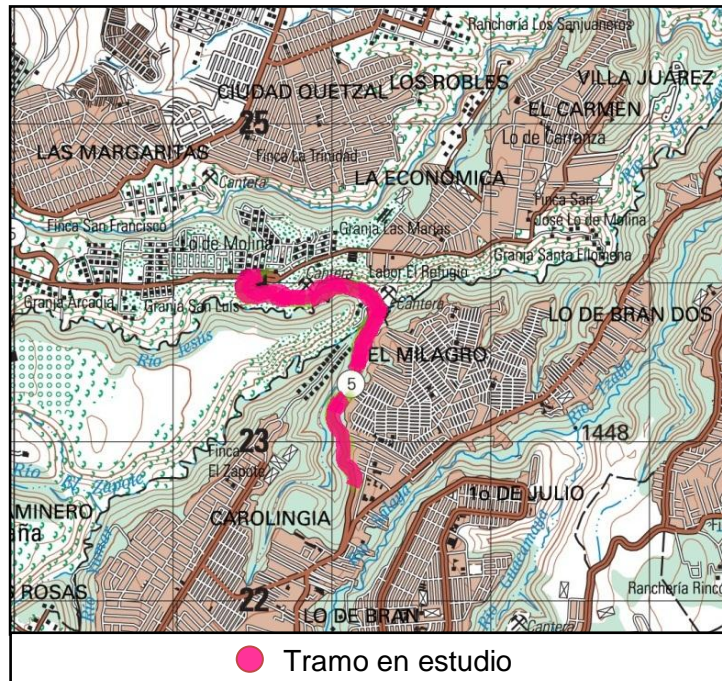 Ranchería Los Sanjuaneros
CIUDAD QUETZAL
LOS ROBLES
VILLA JUÁREZ
25
EL CARMEN
LAS MARGARITAS
Finca La Trinidad
Lo de Carranza
Cantera
LA ECONÓMICA
Finca San Francisco
Granja Las Marías
Finca San
José Lo de Molina
Lo de Molina
Granja Santa Filomena
Cantera
Labor El Refugio
Granja Arcadia
Granja San Luis
Cantera
LO DE BRAN DOS
Río
EL MILAGRO
5
Río
23
1448
Finca
El Zapote
Río
Zapote
AMINERO
1o DE JULIO
CAROLINGIA
ROSAS
22
Ranchería Rinco
LO DE BRAN
Cantera
Tramo en estudio